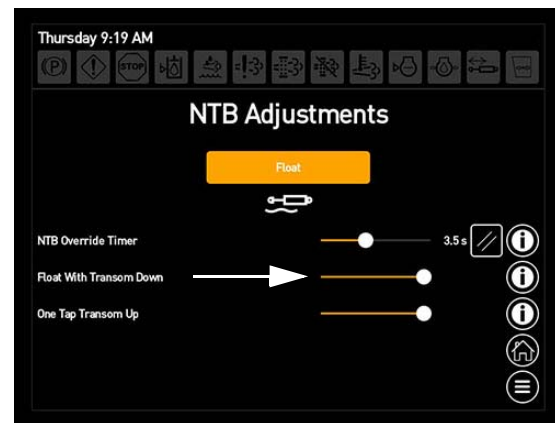 Thursday 9:19 AM
(P) STOP
NTB Adjustments
Float
NTB Override Timer 3.5 s
Float With Transom Down
One Tap Transom Up